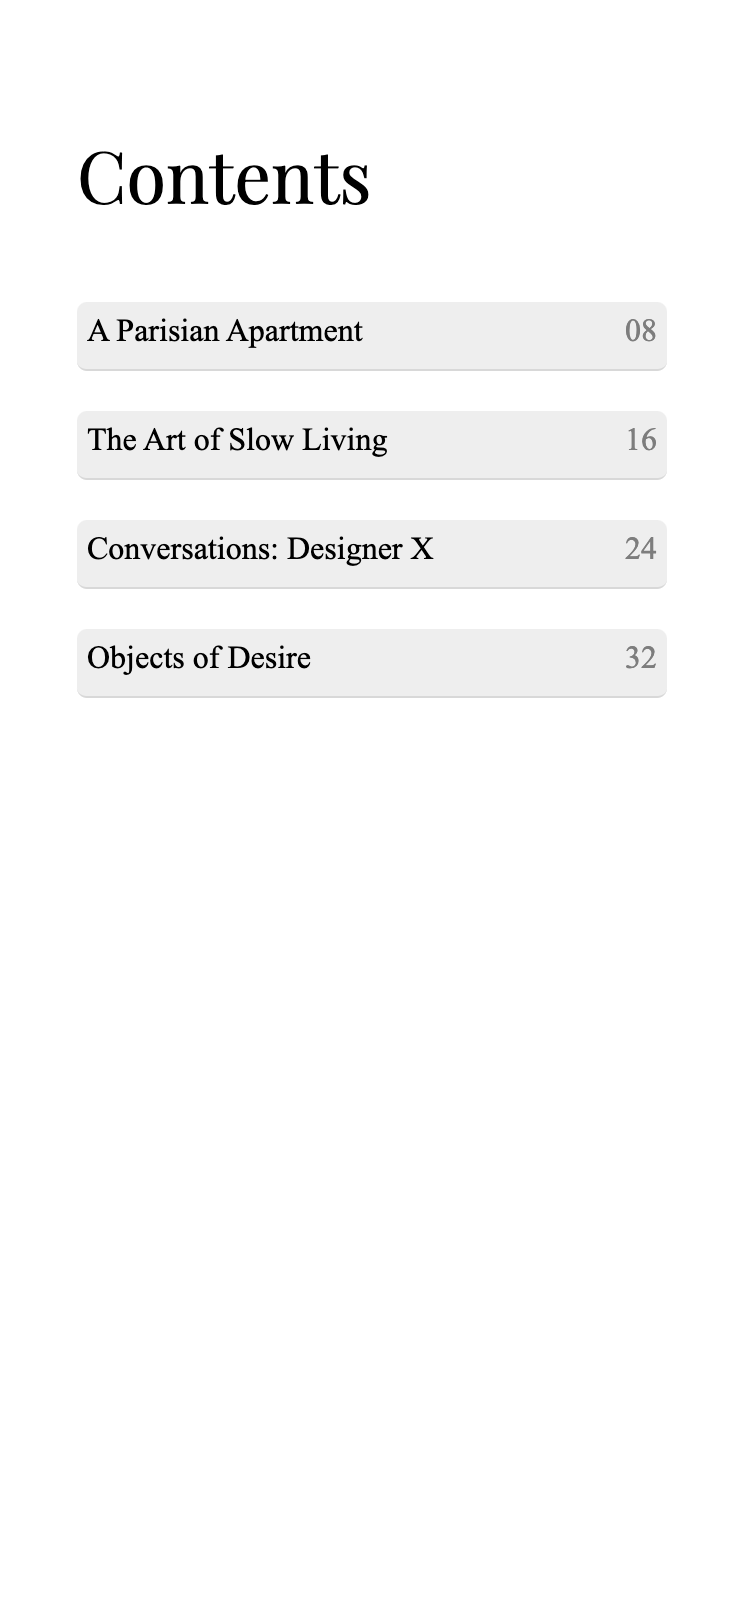 Contents
A Parisian Apartment 08
The Art of Slow Living 16
Conversations: Designer X 24
Objects of Desire 32